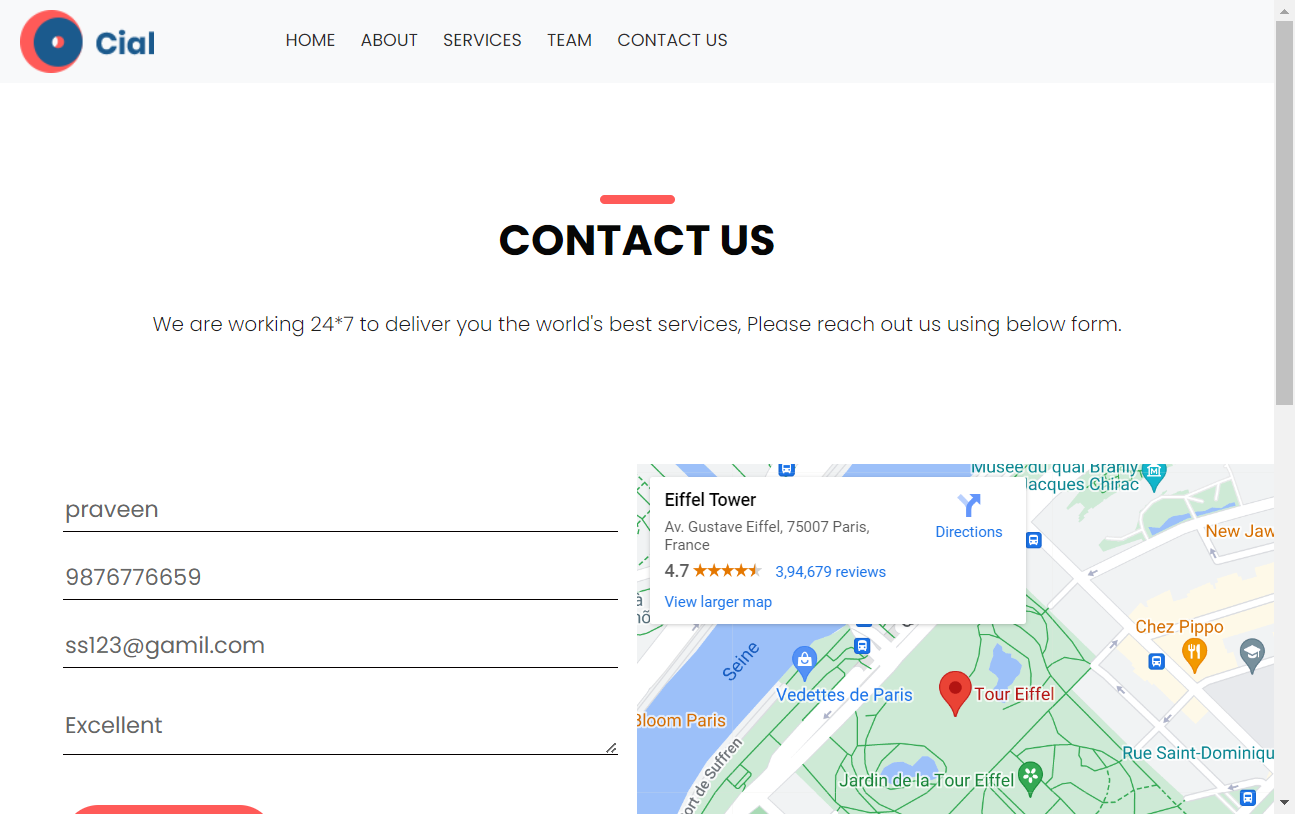 Cial
HOME ABOUT SERVICES TEAM CONTACT US
CONTACT US
We are working 24*7 to deliver you the world's best services, Please reach out us using below form.
praveen
9876776659
ss123@gamil.com
Excellent
Musée du quai Branly
Jacques Chirac
Eiffel Tower
Av. Gustave Eiffel, 75007 Paris,
France
4.7
3,94,679 reviews
View larger map
Directions
New Jaw
Chez Pippo
Seine
Vedettes de Paris
Tour Eiffel
Bloom Paris
ort de Suffren
Rue Saint-Dominiqu
Jardin de la Tour Eiffel